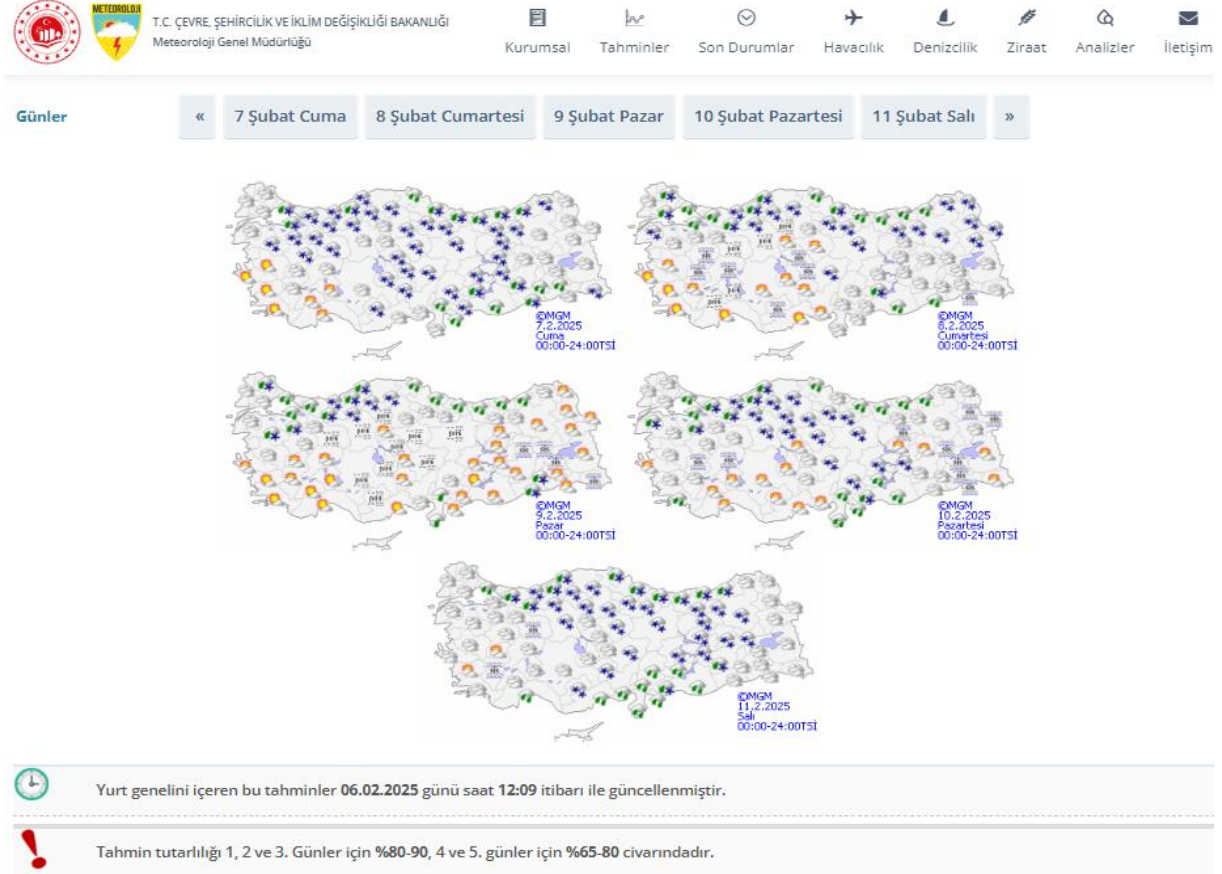 METEOROLOJİ
T.C. ÇEVRE, ŞEHİRCİLİK VE İKLİM DEĞİŞİKLİĞİ BAKANLIĞI
Meteoroloji Genel Müdürlüğü
Kurumsal Tahminler Son Durumlar Havacılık Denizcilik Ziraat Analizler İletişim
Günler « 7 Şubat Cuma 8 Şubat Cumartesi 9 Şubat Pazar 10 Şubat Pazartesi 11 Şubat Salı »
©MGM
7.2.2025
Cuma
00:00-24:00TSİ
©MGM
8.2.2025
Cumartesi
00:00-24:00TSİ
©MGM
9.2.2025
Pazar
00:00-24:00TSİ
©MGM
10.2.2025
Pazartesi
00:00-24:00TSİ
©MGM
11.2.2025
Salı
00:00-24:00TSİ
Yurt genelini içeren bu tahminler 06.02.2025 günü saat 12:09 itibarı ile güncellenmiştir.
Tahmin tutarlılığı 1, 2 ve 3. Günler için %80-90, 4 ve 5. günler için %65-80 civarındadır.